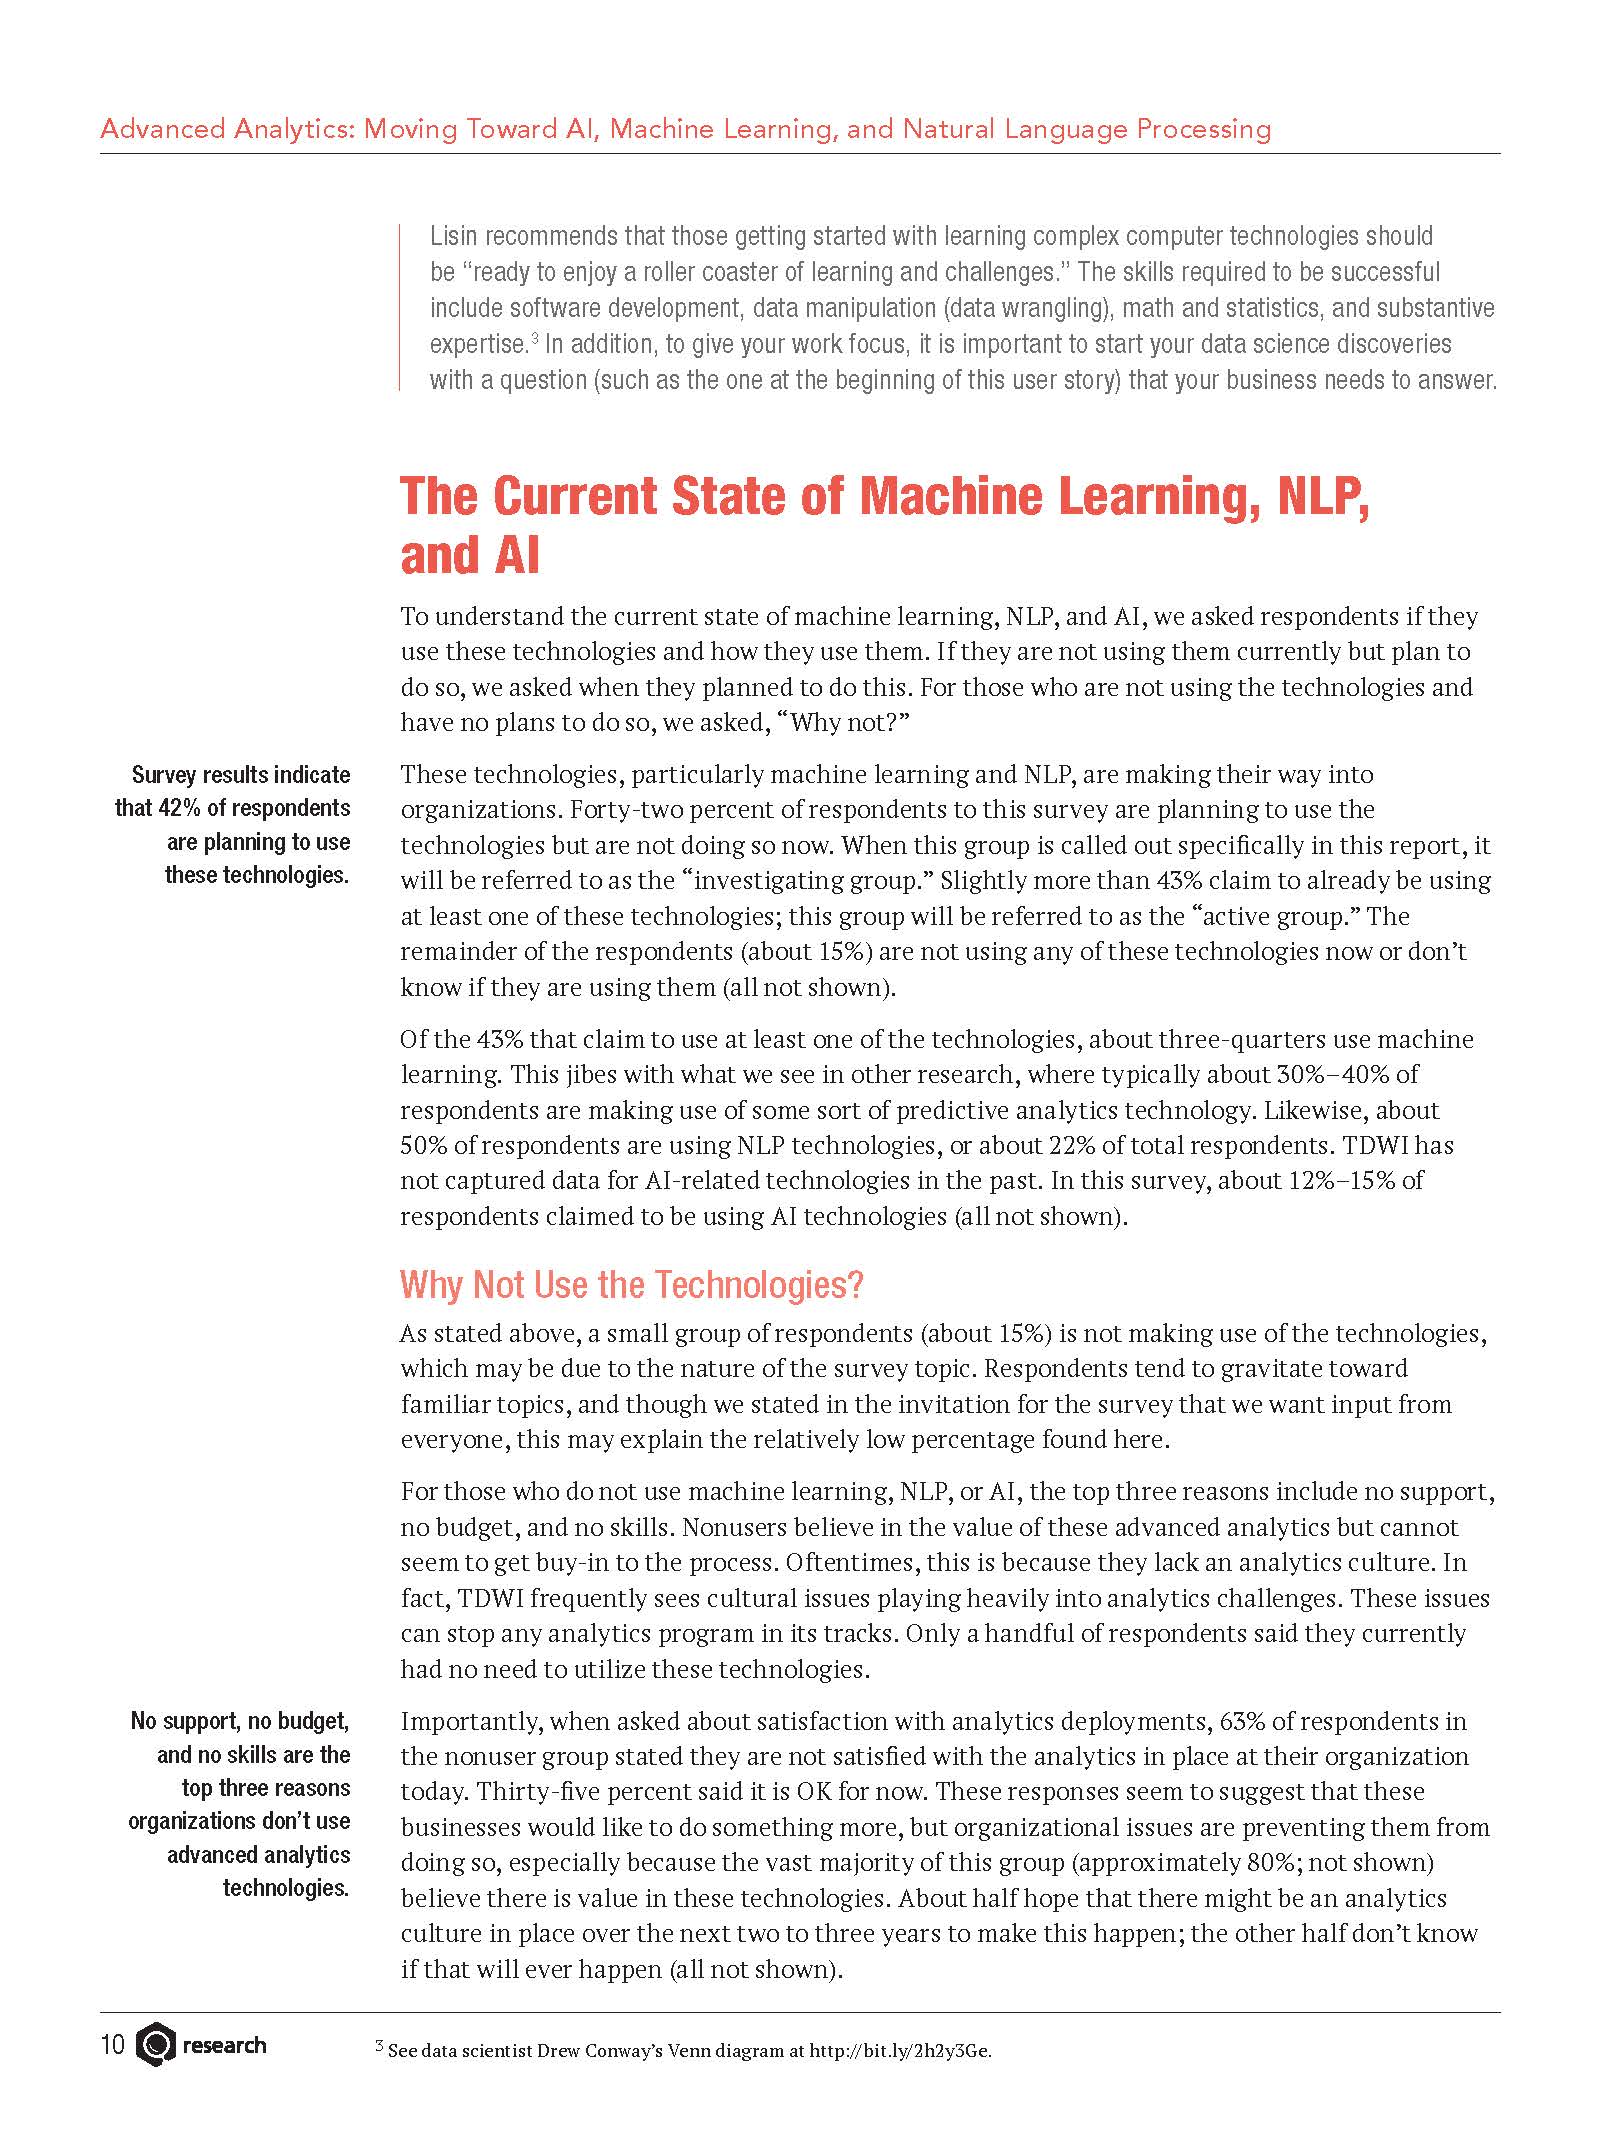 Advanced Analytics: Moving Toward AI, Machine Learning, and Natural Language Processing
Lisin recommends that those getting started with learning complex computer technologies should
be “ready to enjoy a roller coaster of learning and challenges.” The skills required to be successful
include software development, data manipulation (data wrangling), math and statistics, and substantive
expertise.3 In addition, to give your work focus, it is important to start your data science discoveries
with a question (such as the one at the beginning of this user story) that your business needs to answer.
The Current State of Machine Learning, NLP,
and AI
To understand the current state of machine learning, NLP, and AI, we asked respondents if they
use these technologies and how they use them. If they are not using them currently but plan to
do so, we asked when they planned to do this. For those who are not using the technologies and
have no plans to do so, we asked, “Why not?”
Survey results indicate
that 42% of respondents
are planning to use
these technologies.
These technologies, particularly machine learning and NLP, are making their way into
organizations. Forty-two percent of respondents to this survey are planning to use the
technologies but are not doing so now. When this group is called out specifically in this report, it
will be referred to as the “investigating group.” Slightly more than 43% claim to already be using
at least one of these technologies; this group will be referred to as the “active group.” The
remainder of the respondents (about 15%) are not using any of these technologies now or don’t
know if they are using them (all not shown).
Of the 43% that claim to use at least one of the technologies, about three-quarters use machine
learning. This jibes with what we see in other research, where typically about 30%–40% of
respondents are making use of some sort of predictive analytics technology. Likewise, about
50% of respondents are using NLP technologies, or about 22% of total respondents. TDWI has
not captured data for AI-related technologies in the past. In this survey, about 12%–15% of
respondents claimed to be using AI technologies (all not shown).
Why Not Use the Technologies?
As stated above, a small group of respondents (about 15%) is not making use of the technologies,
which may be due to the nature of the survey topic. Respondents tend to gravitate toward
familiar topics, and though we stated in the invitation for the survey that we want input from
everyone, this may explain the relatively low percentage found here.
For those who do not use machine learning, NLP, or AI, the top three reasons include no support,
no budget, and no skills. Nonusers believe in the value of these advanced analytics but cannot
seem to get buy-in to the process. Oftentimes, this is because they lack an analytics culture. In
fact, TDWI frequently sees cultural issues playing heavily into analytics challenges. These issues
can stop any analytics program in its tracks. Only a handful of respondents said they currently
had no need to utilize these technologies.
No support, no budget,
and no skills are the
top three reasons
organizations don’t use
advanced analytics
technologies.
Importantly, when asked about satisfaction with analytics deployments, 63% of respondents in
the nonuser group stated they are not satisfied with the analytics in place at their organization
today. Thirty-five percent said it is OK for now. These responses seem to suggest that these
businesses would like to do something more, but organizational issues are preventing them from
doing so, especially because the vast majority of this group (approximately 80%; not shown)
believe there is value in these technologies. About half hope that there might be an analytics
culture in place over the next two to three years to make this happen; the other half don’t know
if that will ever happen (all not shown).
10 research
3 See data scientist Drew Conway’s Venn diagram at http://bit.ly/2h2y3Ge.